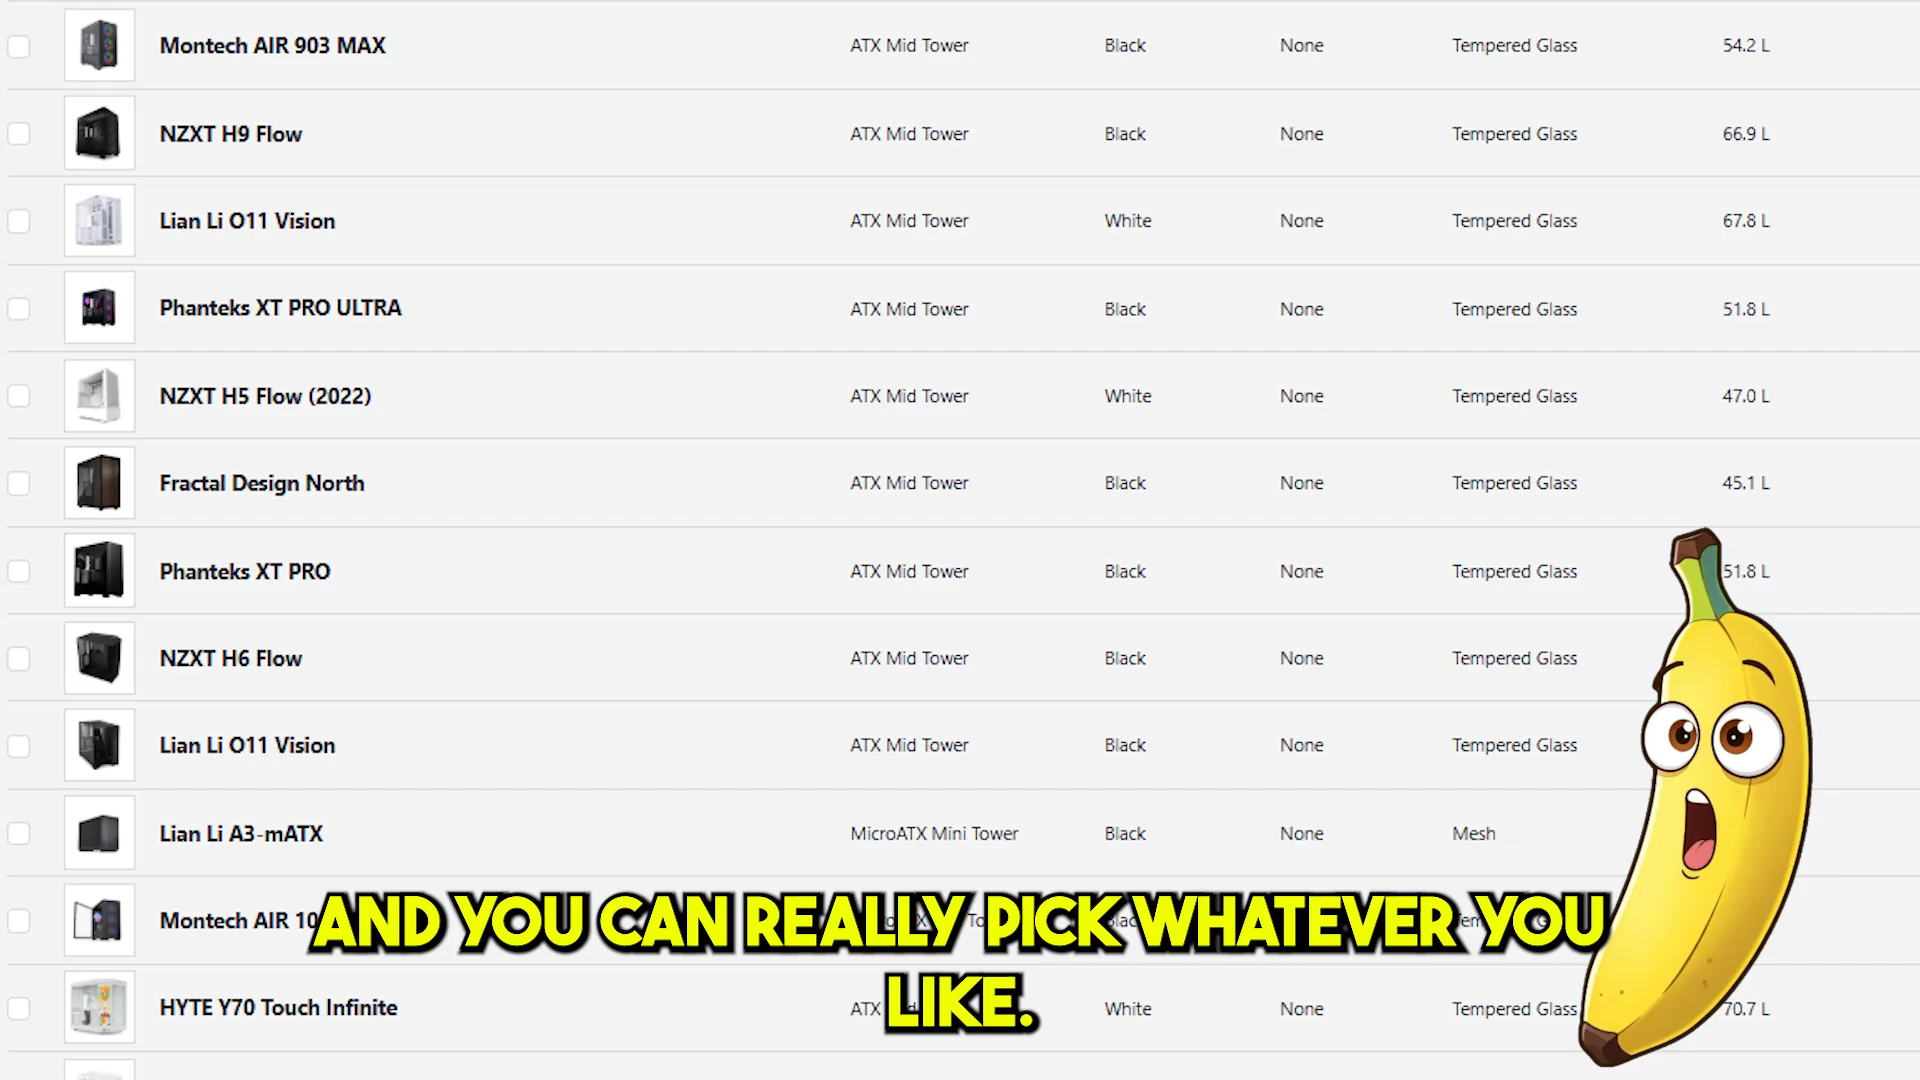 Montech AIR 903 MAX ATX Mid Tower Black None Tempered Glass 54.2 L
NZXT H9 Flow ATX Mid Tower Black None Tempered Glass 66.9 L
Lian Li O11 Vision ATX Mid Tower White None Tempered Glass 67.8 L
Phanteks XT PRO ULTRA ATX Mid Tower Black None Tempered Glass 51.8 L
NZXT H5 Flow (2022) ATX Mid Tower White None Tempered Glass 47.0 L
Fractal Design North ATX Mid Tower Black None Tempered Glass 45.1 L
Phanteks XT PRO ATX Mid Tower Black None Tempered Glass 51.8 L
NZXT H6 Flow ATX Mid Tower Black None Tempered Glass
Lian Li O11 Vision ATX Mid Tower Black None Tempered Glass
Lian Li A3-mATX MicroATX Mini Tower Black None Mesh
Montech AIR
AND YOU CAN REALLY PICK WHATEVER YOU
LIKE.
HYTE Y70 Touch Infinite ATX White None Tempered Glass 70.7 L